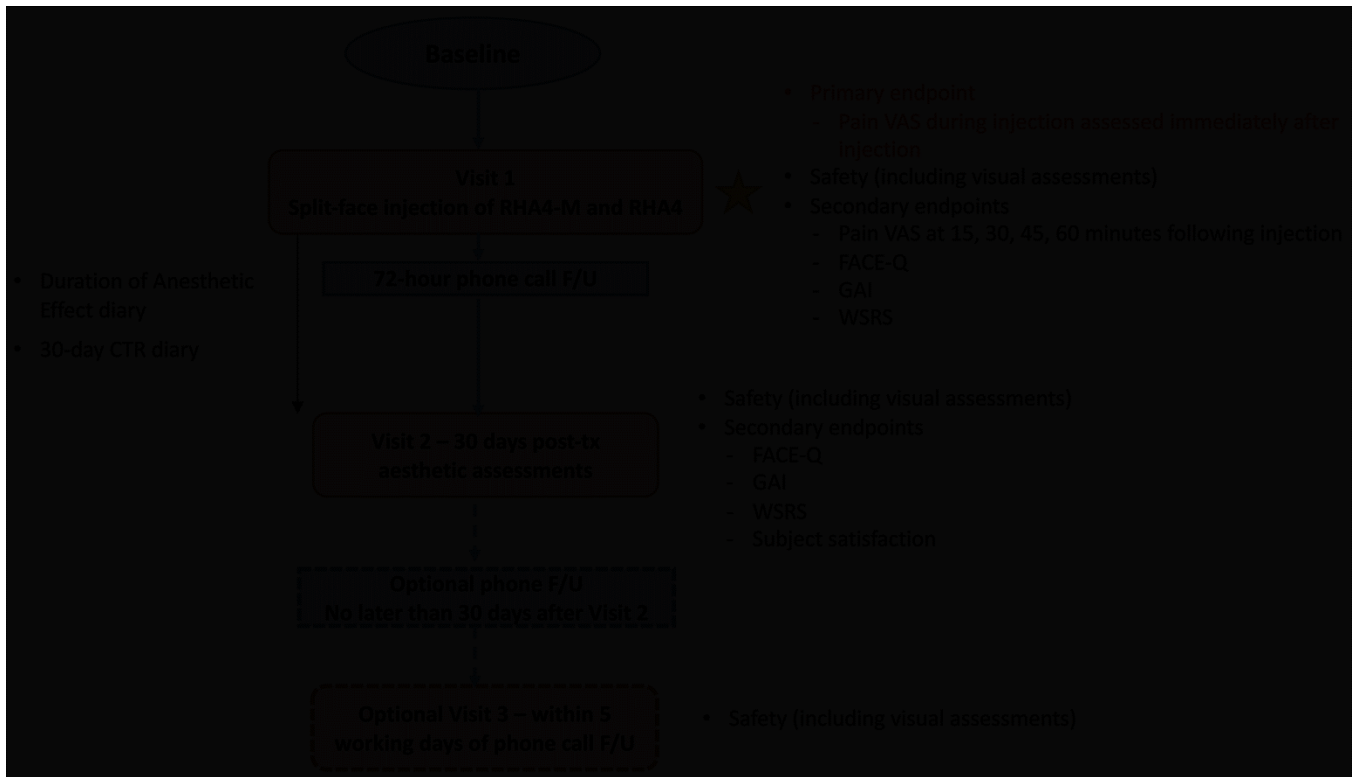 Baseline
• Primary endpoint
- Pain VAS during injection assessed immediately after
injection
Visit 1
Split-face injection of RHA4-M and RHA4
• Safety (including visual assessments)
• Secondary endpoints
- Pain VAS at 15, 30, 45, 60 minutes following injection
- FACE-Q
- GAI
- WSRS
72-hour phone call F/U
• Duration of Anesthetic
Effect diary
• 30-day CTR diary
Visit 2 – 30 days post-tx
aesthetic assessments
• Safety (including visual assessments)
• Secondary endpoints
- FACE-Q
- GAI
- WSRS
- Subject satisfaction
Optional phone F/U
No later than 30 days after Visit 2
Optional Visit 3 – within 5
working days of phone call F/U
• Safety (including visual assessments)